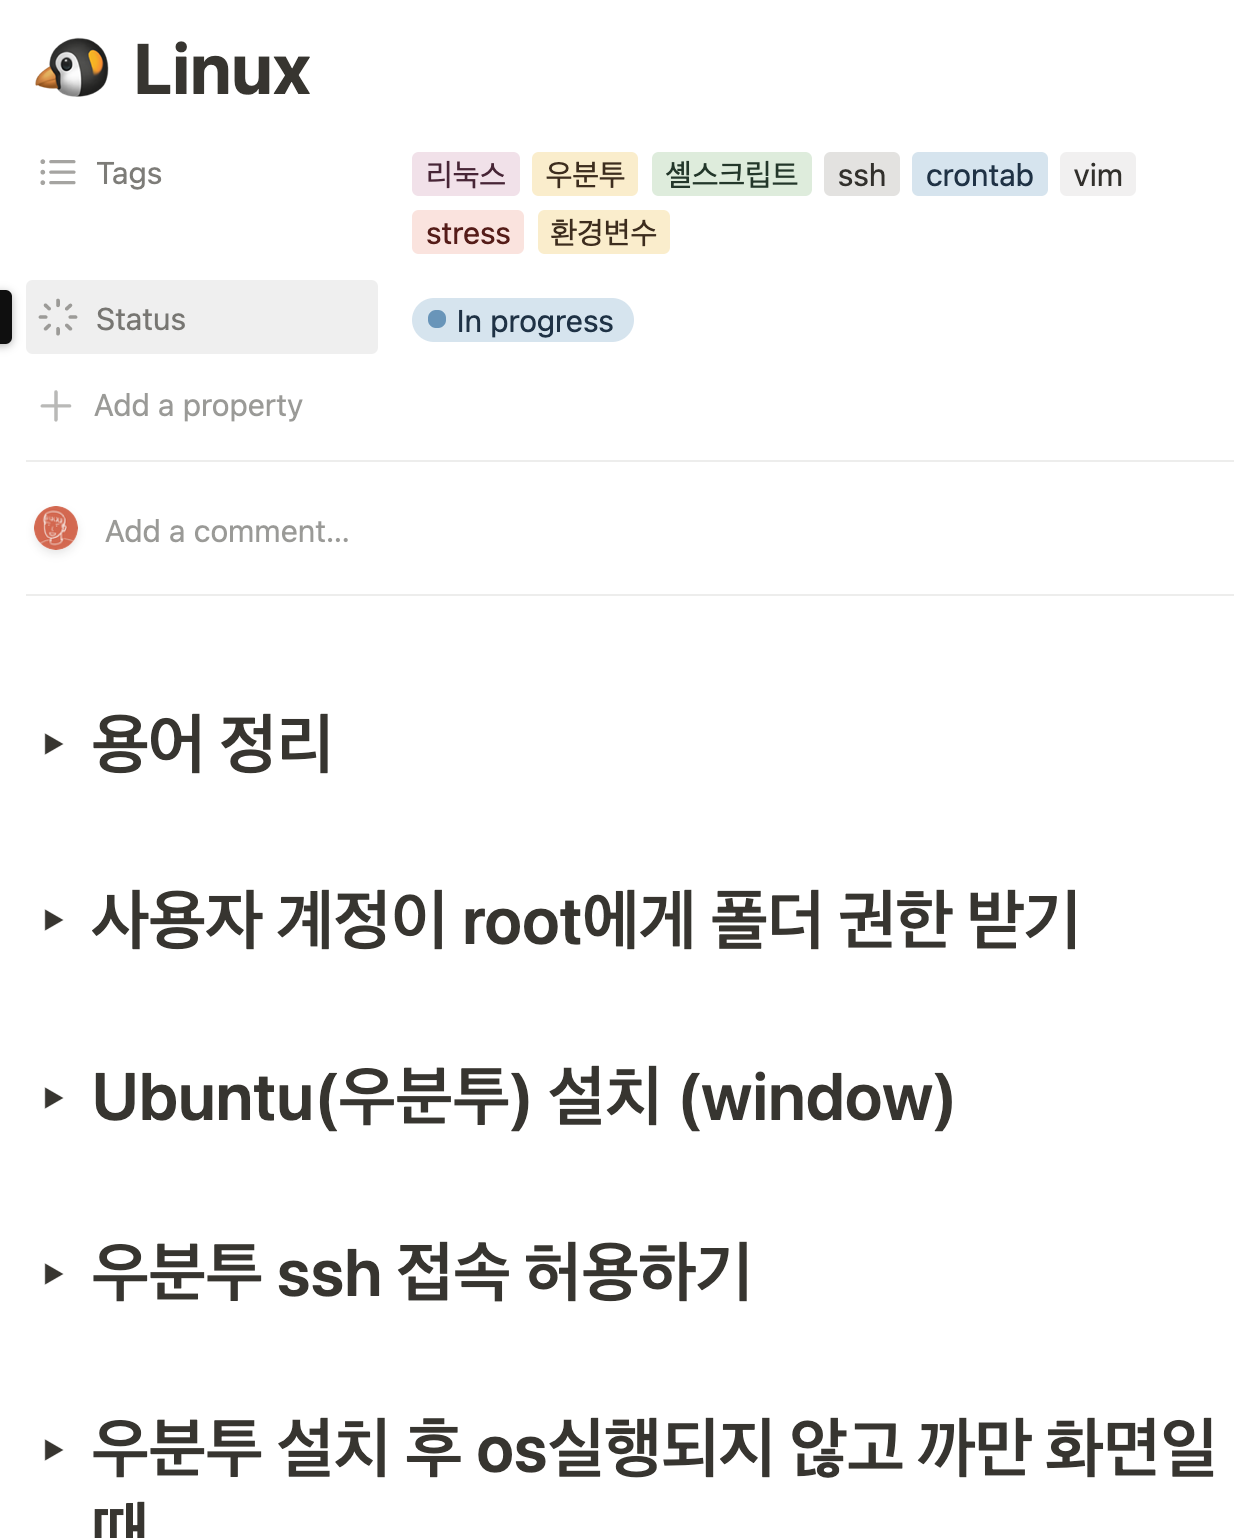 Linux
Tags
리눅스 우분투 셸스크립트 ssh crontab vim
stress 환경변수
Status
In progress
Add a property
Add a comment...
용어 정리
사용자 계정이 root에게 폴더 권한 받기
Ubuntu(우분투) 설치 (window)
우분투 ssh 접속 허용하기
우분투 설치 후 os실행되지 않고 까만 화면일
때